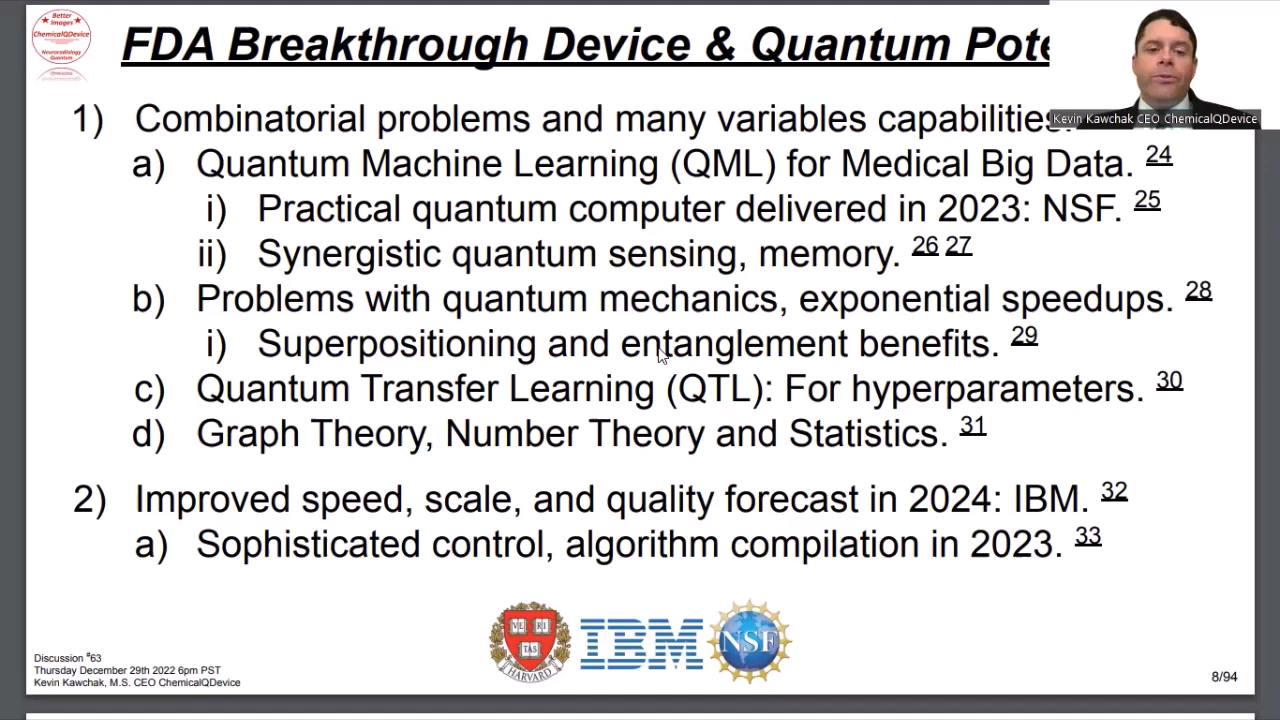 Better
Images
ChemicalQDevice
Neuroradiology
Quantum
FDA Breakthrough Device & Quantum Pote
Kevin Kawchak CEO ChemicalQDevice
1) Combinatorial problems and many variables capabilities.
a) Quantum Machine Learning (QML) for Medical Big Data. 24
i) Practical quantum computer delivered in 2023: NSF. 25
ii) Synergistic quantum sensing, memory. 26 27
b) Problems with quantum mechanics, exponential speedups. 28
i) Superpositioning and entanglement benefits. 29
c) Quantum Transfer Learning (QTL): For hyperparameters. 30
d) Graph Theory, Number Theory and Statistics. 31
2) Improved speed, scale, and quality forecast in 2024: IBM. 32
a) Sophisticated control, algorithm compilation in 2023. 33
VE RI
TAS
HARVARD
IBM
NSF
Discussion #63
Thursday December 29th 2022 6pm PST
Kevin Kawchak, M.S. CEO ChemicalQDevice
8/94